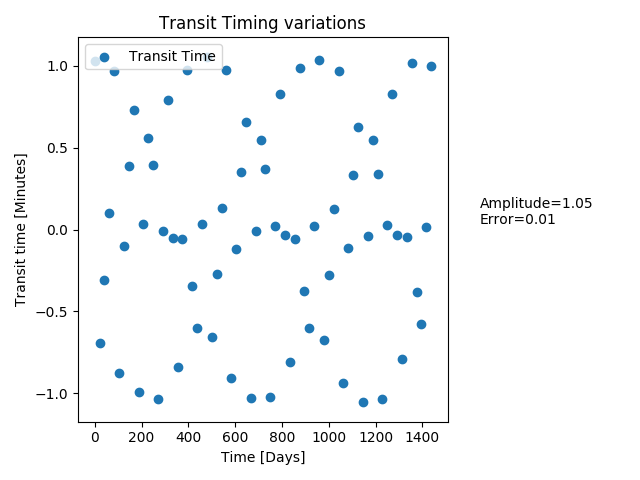 Transit Timing variations
Transit Time
1.0
0.5
0.0
−0.5
−1.0
Transit time [Minutes]
0 200 400 600 800 1000 1200 1400
Time [Days]
Amplitude=1.05
Error=0.01